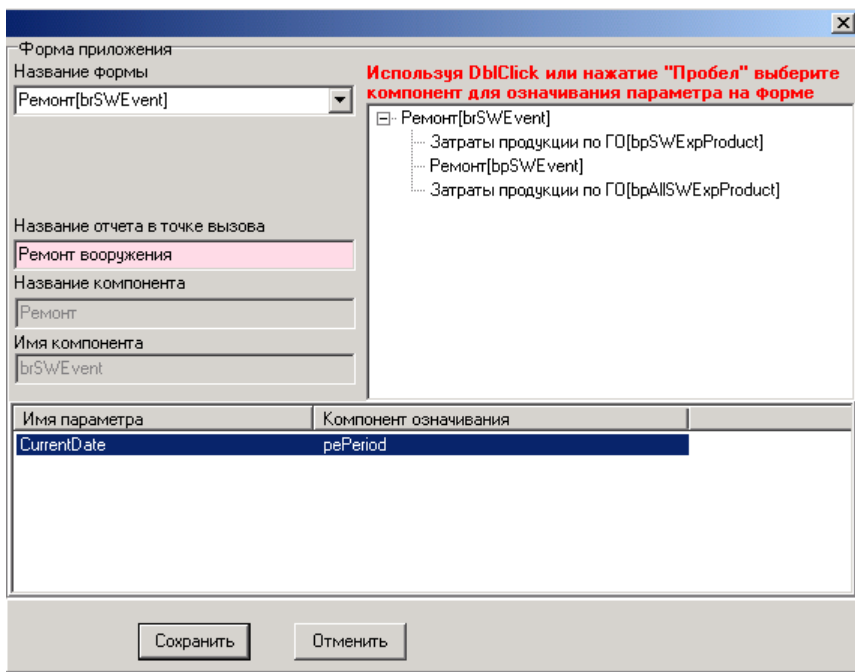 Форма приложения
Название формы
Ремонт[brSWEvent]
Используя DblClick или нажатие "Пробел" выберите
компонент для означивания параметра на форме
Ремонт[brSWEvent]
Затраты продукции по ГО[bpSWExpProduct]
Ремонт[bpSWEvent]
Затраты продукции по ГО[bpAllSWExpProduct]
Название отчета в точке вызова
Ремонт вооружения
Название компонента
Ремонт
Имя компонента
brSWEvent
Имя параметра Компонент означивания
CurrentDate pePeriod
Сохранить Отменить